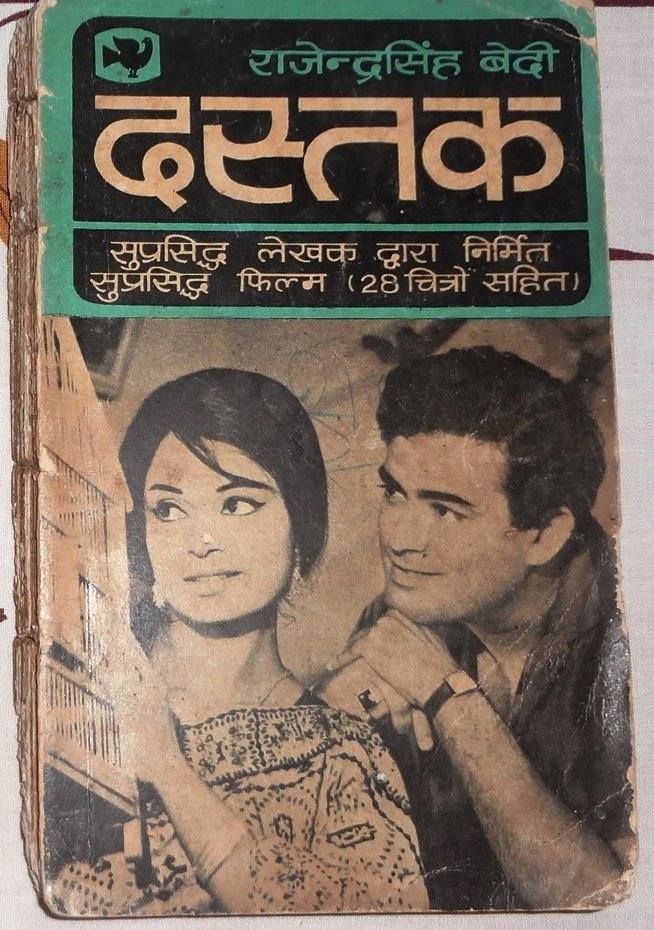 राजेन्द्रसिंह बेदी
दस्तक
सुप्रसिद्ध लेखक द्वारा निर्मित
सुप्रसिद्ध फिल्म (28 चित्रों सहित)